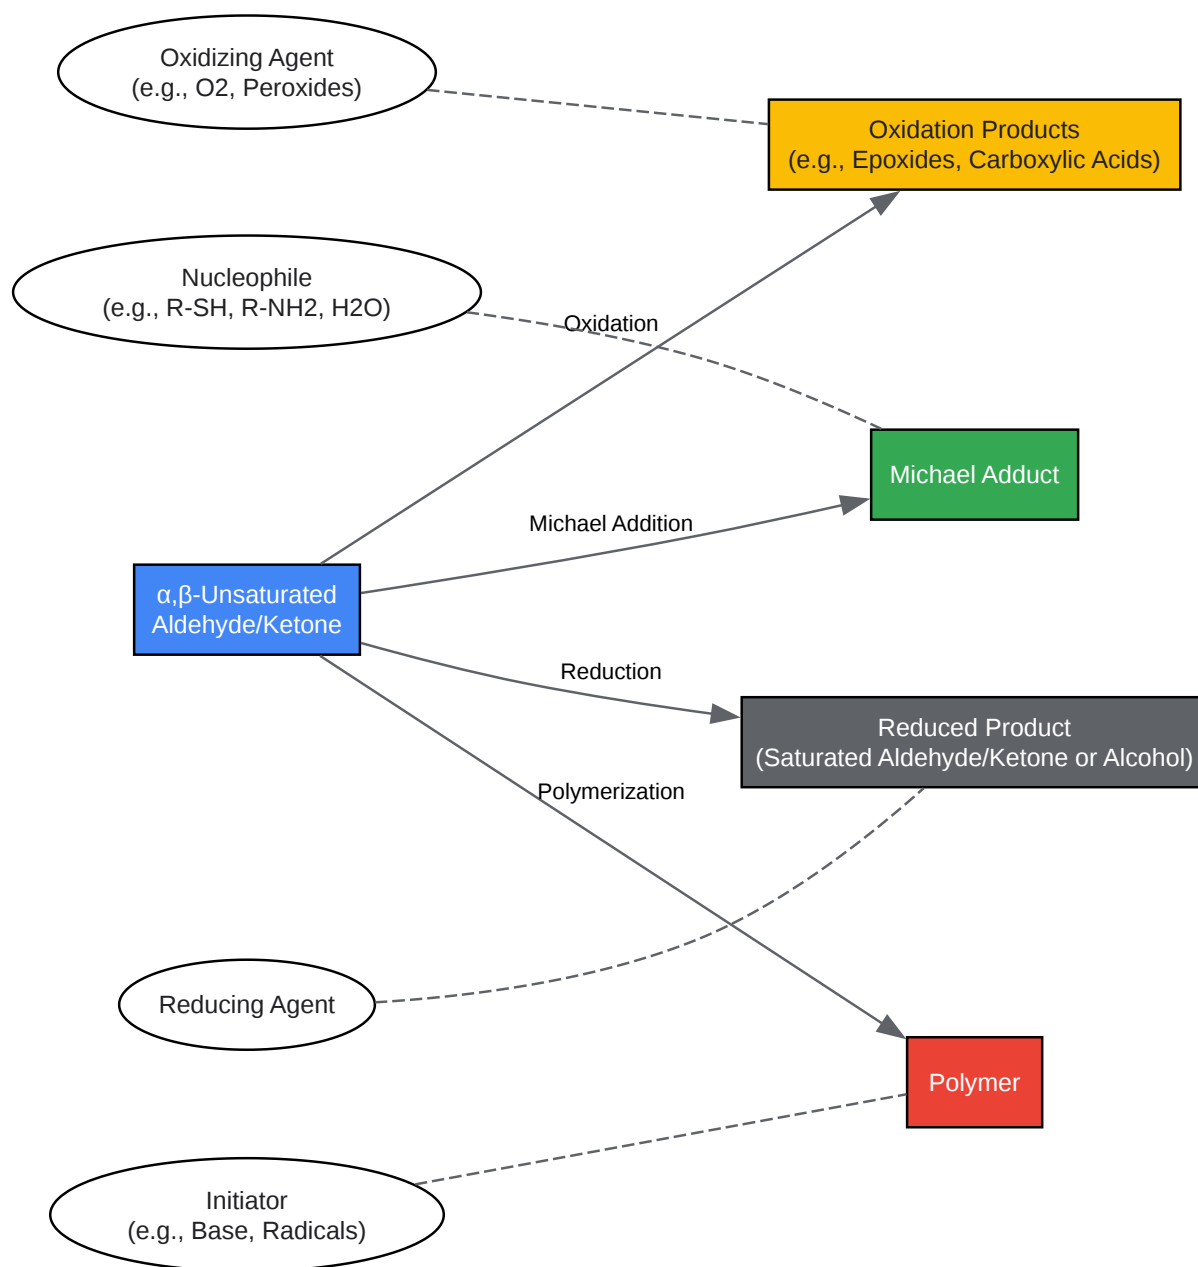 Oxidizing Agent
(e.g., O2, Peroxides)
Oxidation Products
(e.g., Epoxides, Carboxylic Acids)
Nucleophile
(e.g., R-SH, R-NH2, H2O)
Oxidation
Michael Adduct
Michael Addition
α,β-Unsaturated
Aldehyde/Ketone
Reduction
Reduced Product
(Saturated Aldehyde/Ketone or Alcohol)
Polymerization
Reducing Agent
Polymer
Initiator
(e.g., Base, Radicals)